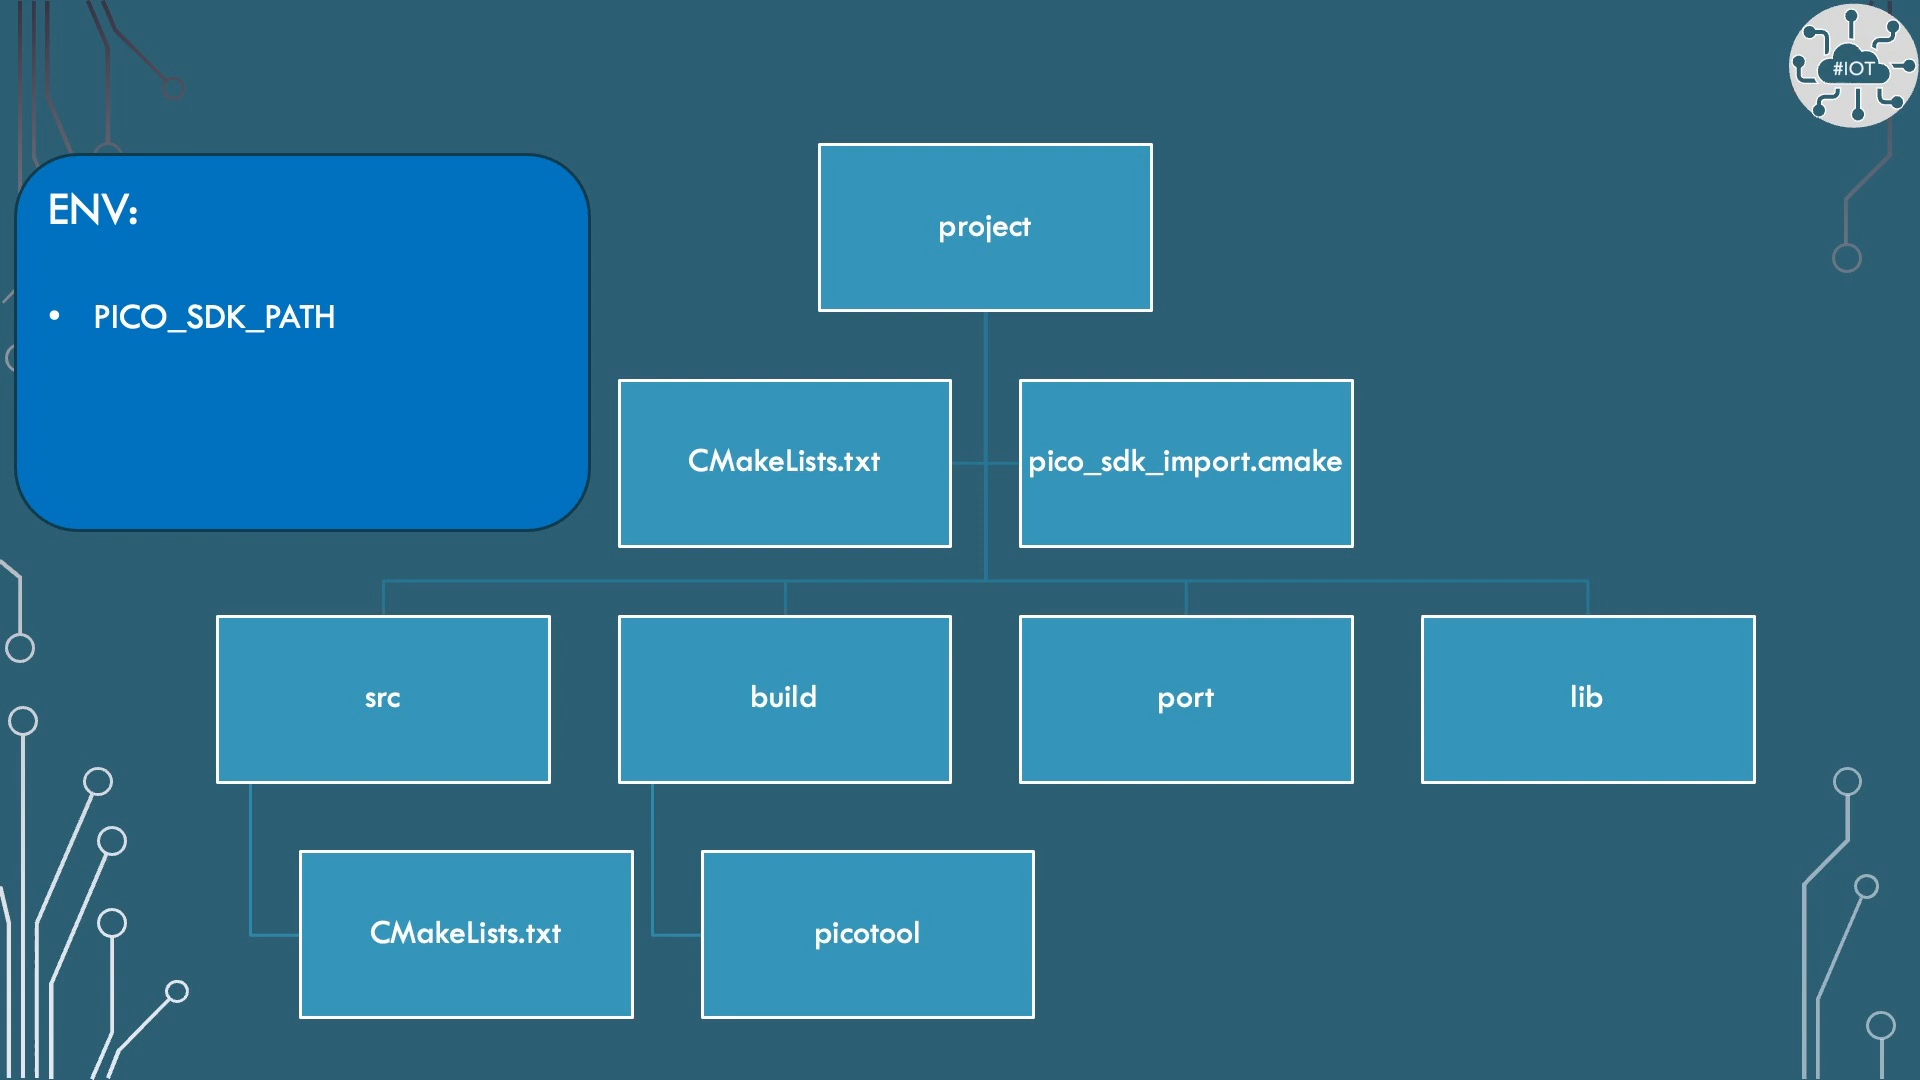 #IOT
project
ENV:
• PICO_SDK_PATH
CMakeLists.txt
pico_sdk_import.cmake
src
build
port
lib
CMakeLists.txt
picotool